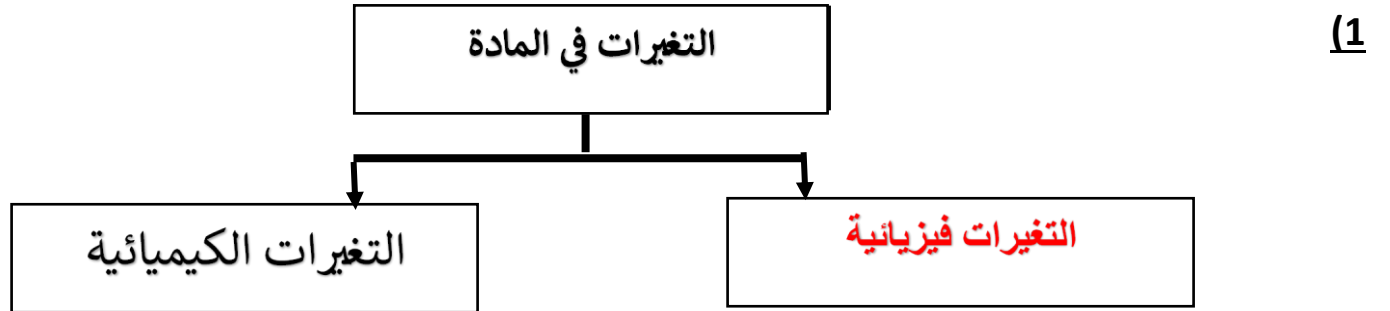 (1
التغيرات في المادة
التغيرات فيزيائية
التغيرات الكيميائية